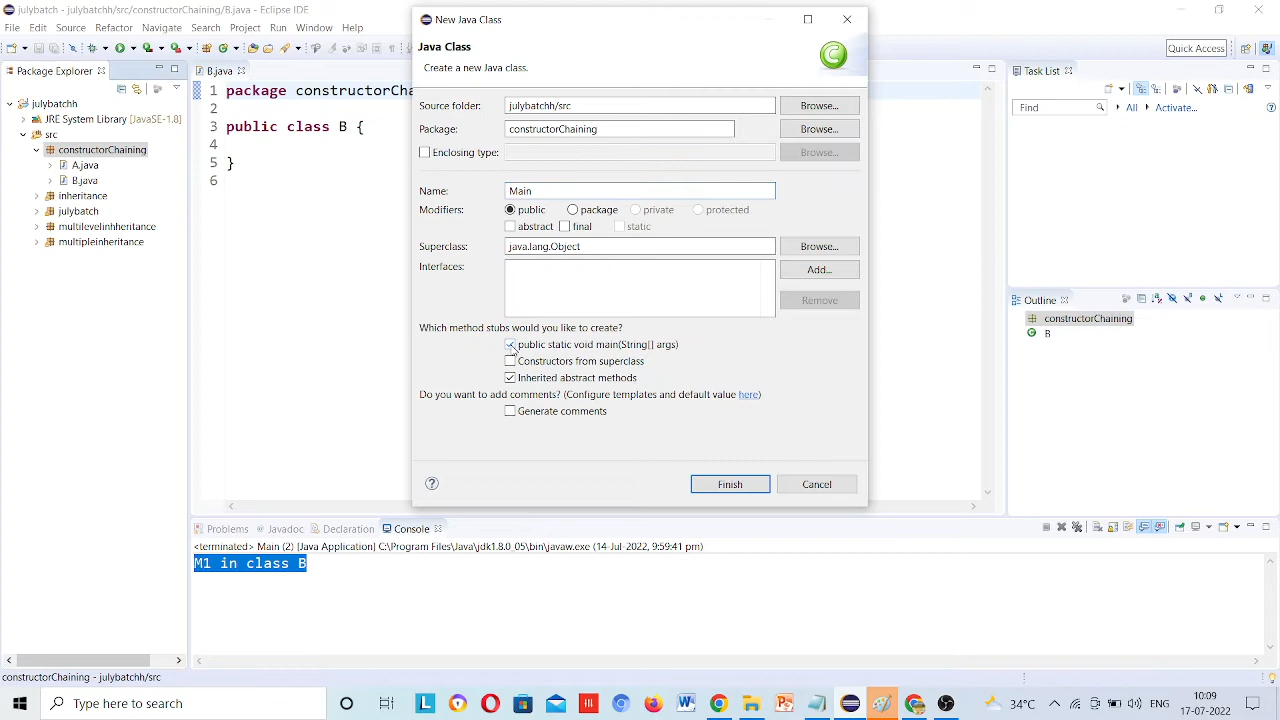 julybatch - julybatchh/src/constructorChaining/B.java - Eclipse IDE
File Edit Source Refactor Navigate Search Project Run Window Help
Quick Access
Package Explorer
julybatchh
JRE System Library [JavaSE-1.8]
src
constructorChaining
A.java
B.java
inheritance
julybatch
multilevelinhherence
multipleinheritance
B.java
1 package constructorCha
2
3 public class B {
4
5 }
6
New Java Class
Java Class
Create a new Java class.
Source folder: julybatchh/src Browse...
Package: constructorChaining Browse...
Enclosing type: Browse...
Name: Main
Modifiers: public package private protected
abstract final static
Superclass: java.lang.Object Browse...
Interfaces: Add...
Remove
Which method stubs would you like to create?
public static void main(String[] args)
Constructors from superclass
Inherited abstract methods
Do you want to add comments? (Configure templates and default value here)
Generate comments
Finish Cancel
Task List
Find All Activate...
Outline
constructorChaining
B
Problems Javadoc Declaration Console
<terminated> Main (2) [Java Application] C:\Program Files\Java\jdk1.8.0_05\bin\javaw.exe (14-Jul-2022, 9:59:41 pm)
M1 in class B
constructorChaining - julybatchh/src
Type here to search
34°C ENG 10:09
17-07-2022